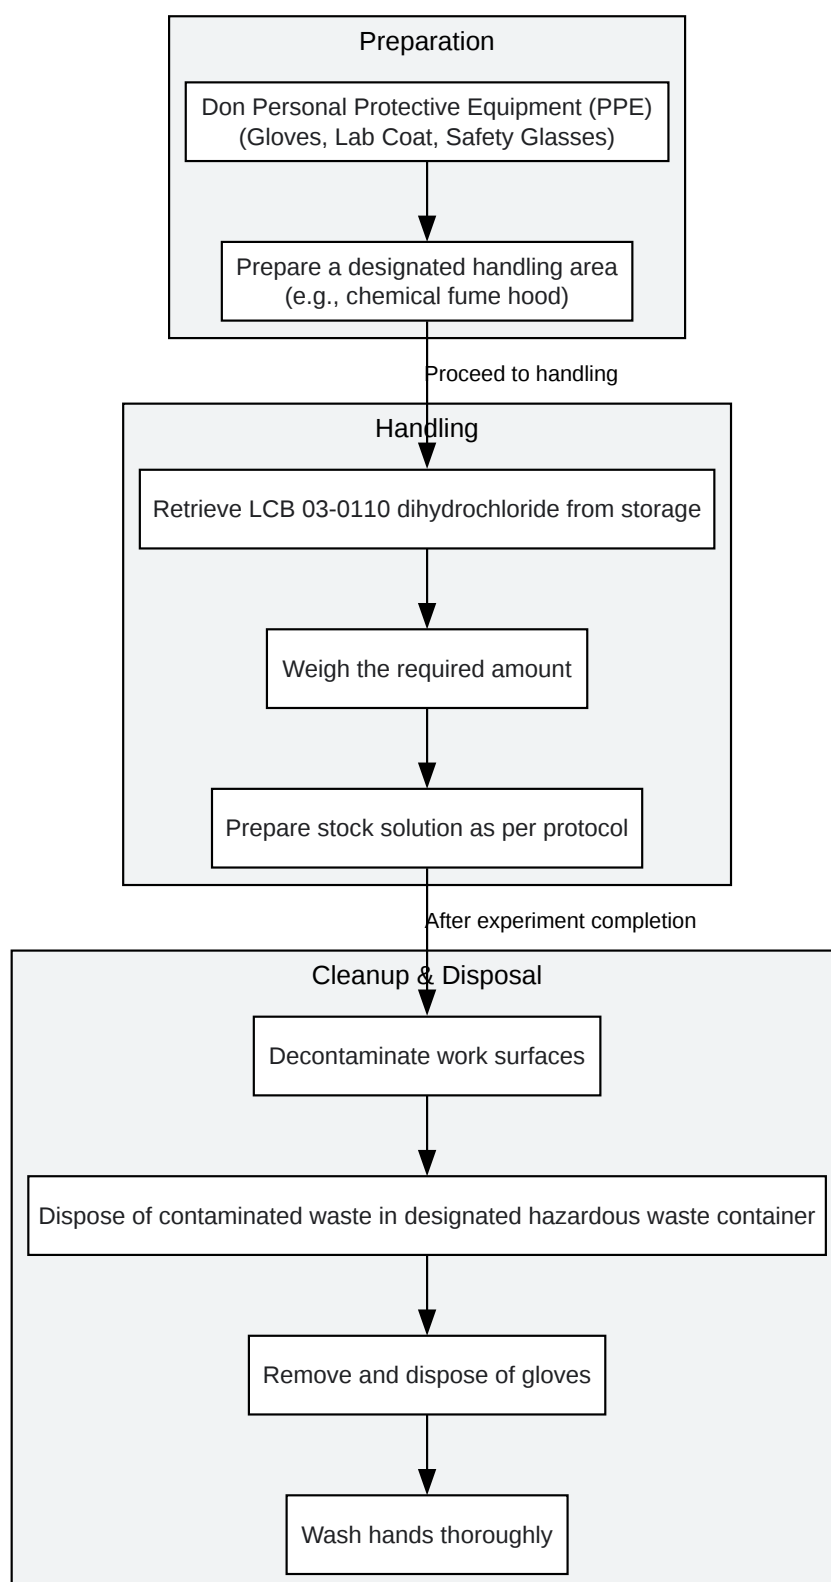 Preparation
Don Personal Protective Equipment (PPE)
(Gloves, Lab Coat, Safety Glasses)
Prepare a designated handling area
(e.g., chemical fume hood)
Proceed to handling
Handling
Retrieve LCB 03-0110 dihydrochloride from storage
Weigh the required amount
Prepare stock solution as per protocol
After experiment completion
Cleanup & Disposal
Decontaminate work surfaces
Dispose of contaminated waste in designated hazardous waste container
Remove and dispose of gloves
Wash hands thoroughly